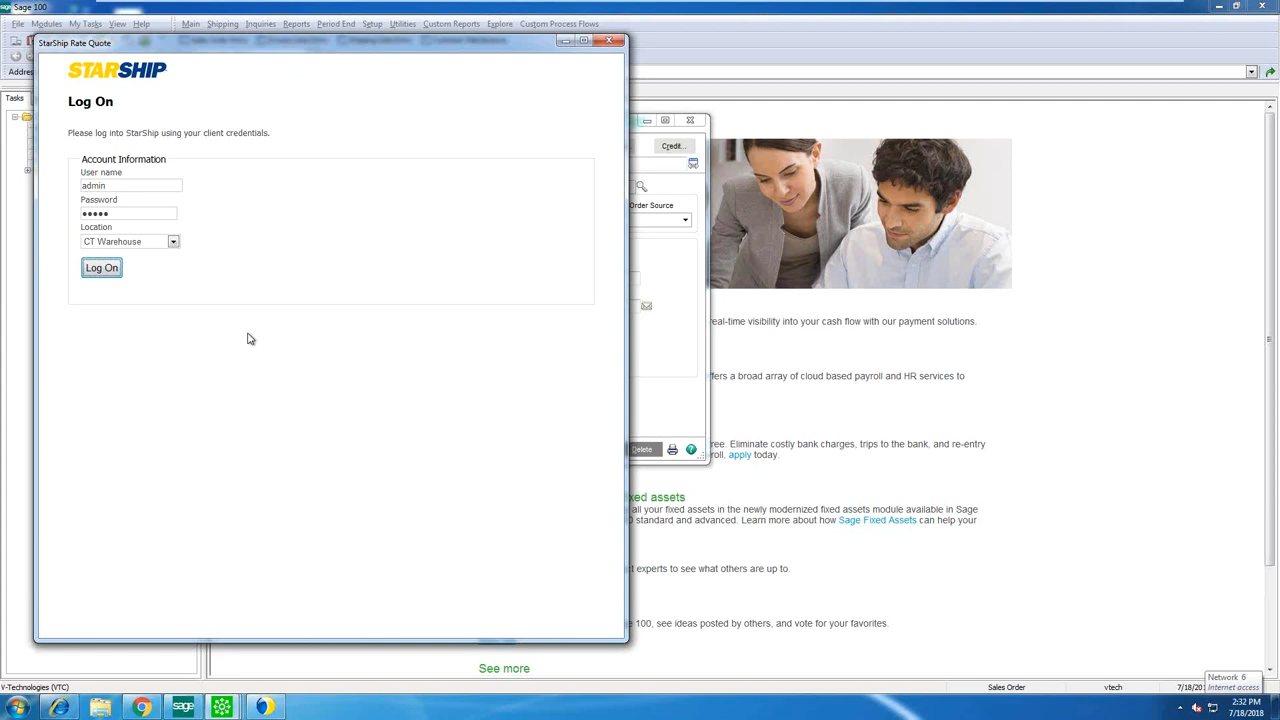 Sage 100
File Modules My Tasks View Help Main Shipping Inquiries Reports Period End Setup Utilities Custom Reports Explore Custom Process Flows
StarShip Rate Quote
STARSHIP
Tasks
Log On
Please log into StarShip using your client credentials.
Account Information
User name
admin
Password
•••••
Location
CT Warehouse
Log On
Credit...
Order Source
Delete
real-time visibility into your cash flow with our payment solutions.
ffers a broad array of cloud based payroll and HR services to
ree. Eliminate costly bank charges, trips to the bank, and re-entry
roll, apply today.
xed assets
all your fixed assets in the newly modernized fixed assets module available in Sage
0 standard and advanced. Learn more about how Sage Fixed Assets can help your
t experts to see what others are up to.
e 100, see ideas posted by others, and vote for your favorites.
See more
Network 6
Internet access
V-Technologies (VTC) Sales Order vtech 7/18/20
sage
2:32 PM
7/18/2018